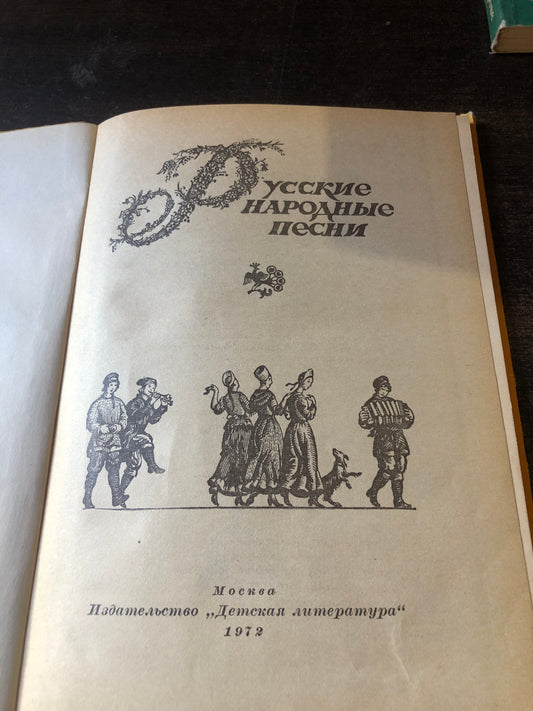 Русские
народные
песни
Москва
Издательство „Детская литература“
1972